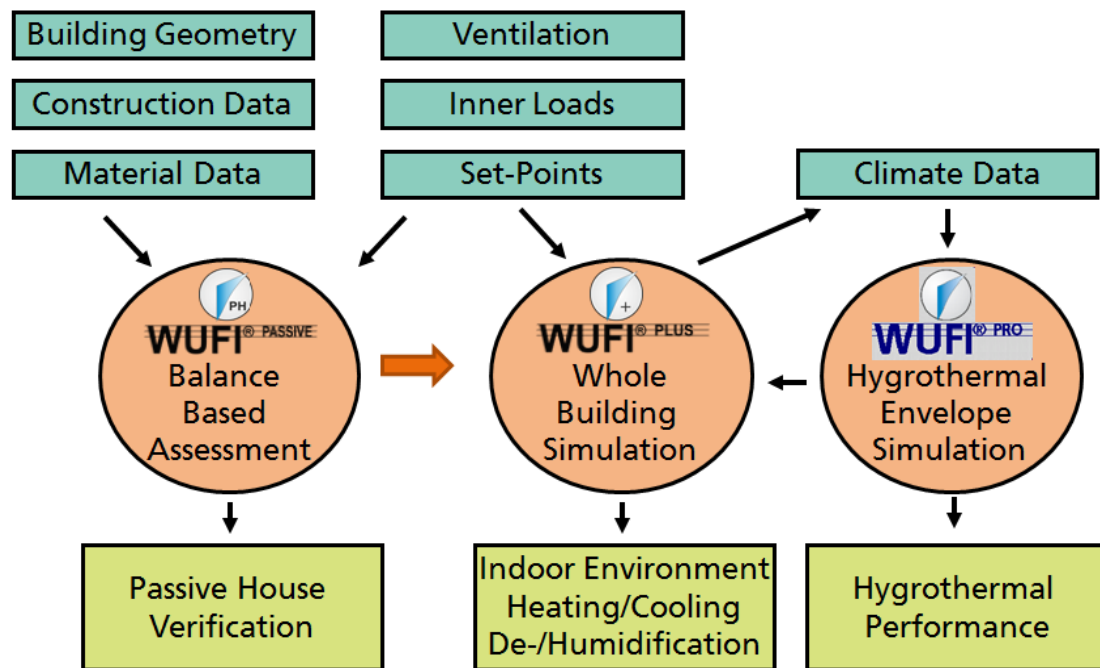 Building Geometry
Ventilation
Construction Data
Inner Loads
Material Data
Set-Points
Climate Data
PH
WUFI® PASSIVE
Balance
Based
Assessment
+
WUFI® PLUS
Whole
Building
Simulation
WUFI® PRO
Hygrothermal
Envelope
Simulation
Passive House
Verification
Indoor Environment
Heating/Cooling
De-/Humidification
Hygrothermal
Performance